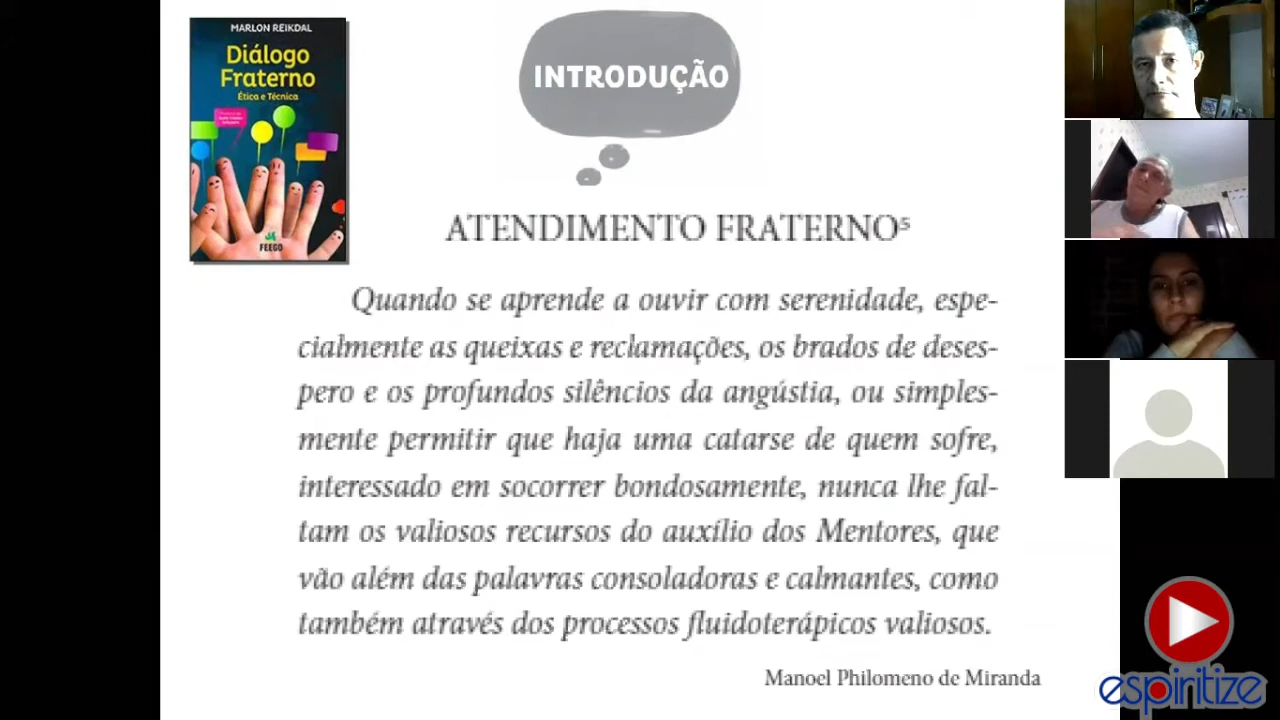 MARLON REIKDAL
Diálogo
Fraterno
Ética e Técnica
FEEGO
INTRODUÇÃO
ATENDIMENTO FRATERNO⁵
Quando se aprende a ouvir com serenidade, espe-
cialmente as queixas e reclamações, os brados de deses-
pero e os profundos silêncios da angústia, ou simples-
mente permitir que haja uma catarse de quem sofre,
interessado em socorrer bondosamente, nunca lhe fal-
tam os valiosos recursos do auxílio dos Mentores, que
vão além das palavras consoladoras e calmantes, como
também através dos processos fluidoterápicos valiosos.
Manoel Philomeno de Miranda
espiritize